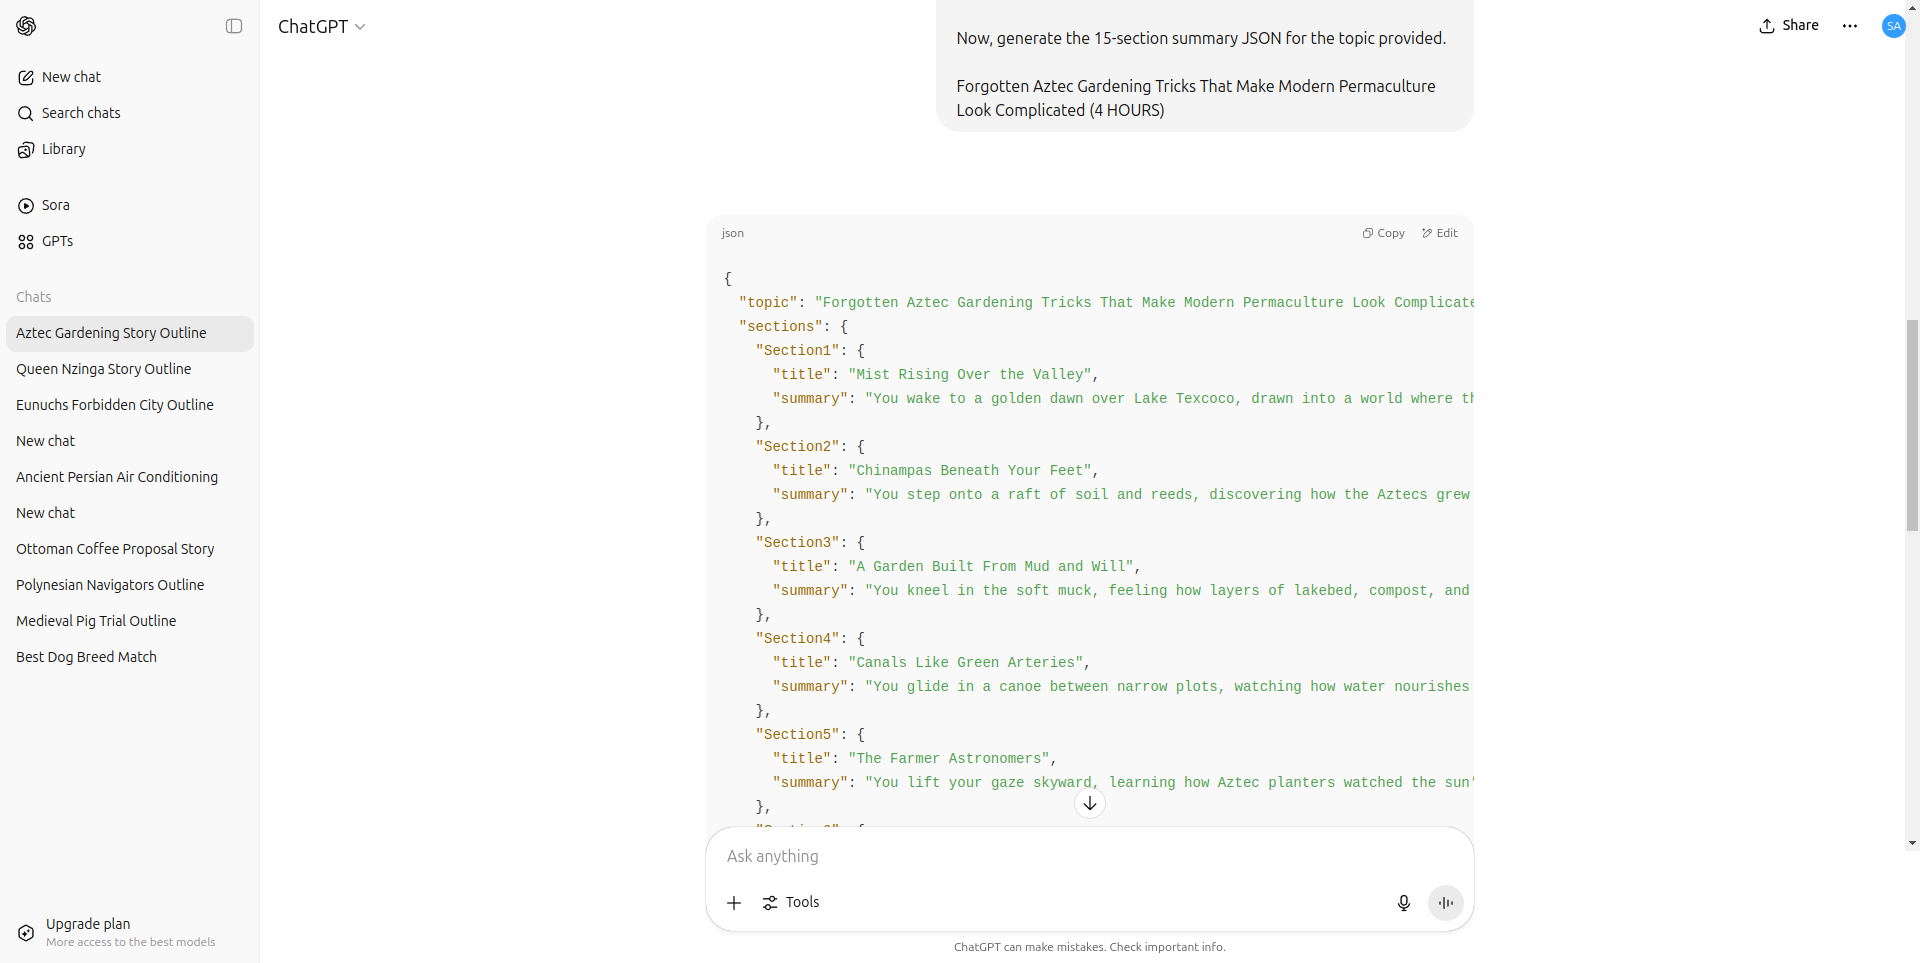 ChatGPT
Share
SA
New chat
Search chats
Library
Sora
GPTs
Chats
Aztec Gardening Story Outline
Queen Nzinga Story Outline
Eunuchs Forbidden City Outline
New chat
Ancient Persian Air Conditioning
New chat
Ottoman Coffee Proposal Story
Polynesian Navigators Outline
Medieval Pig Trial Outline
Best Dog Breed Match
Upgrade plan
More access to the best models
Now, generate the 15-section summary JSON for the topic provided.
Forgotten Aztec Gardening Tricks That Make Modern Permaculture
Look Complicated (4 HOURS)
json
Copy
Edit
{
"topic": "Forgotten Aztec Gardening Tricks That Make Modern Permaculture Look Complicate
"sections": {
"Section1": {
"title": "Mist Rising Over the Valley",
"summary": "You wake to a golden dawn over Lake Texcoco, drawn into a world where th
},
"Section2": {
"title": "Chinampas Beneath Your Feet",
"summary": "You step onto a raft of soil and reeds, discovering how the Aztecs grew
},
"Section3": {
"title": "A Garden Built From Mud and Will",
"summary": "You kneel in the soft muck, feeling how layers of lakebed, compost, and
},
"Section4": {
"title": "Canals Like Green Arteries",
"summary": "You glide in a canoe between narrow plots, watching how water nourishes
},
"Section5": {
"title": "The Farmer Astronomers",
"summary": "You lift your gaze skyward, learning how Aztec planters watched the sun'
},
Ask anything
Tools
ChatGPT can make mistakes. Check important info.